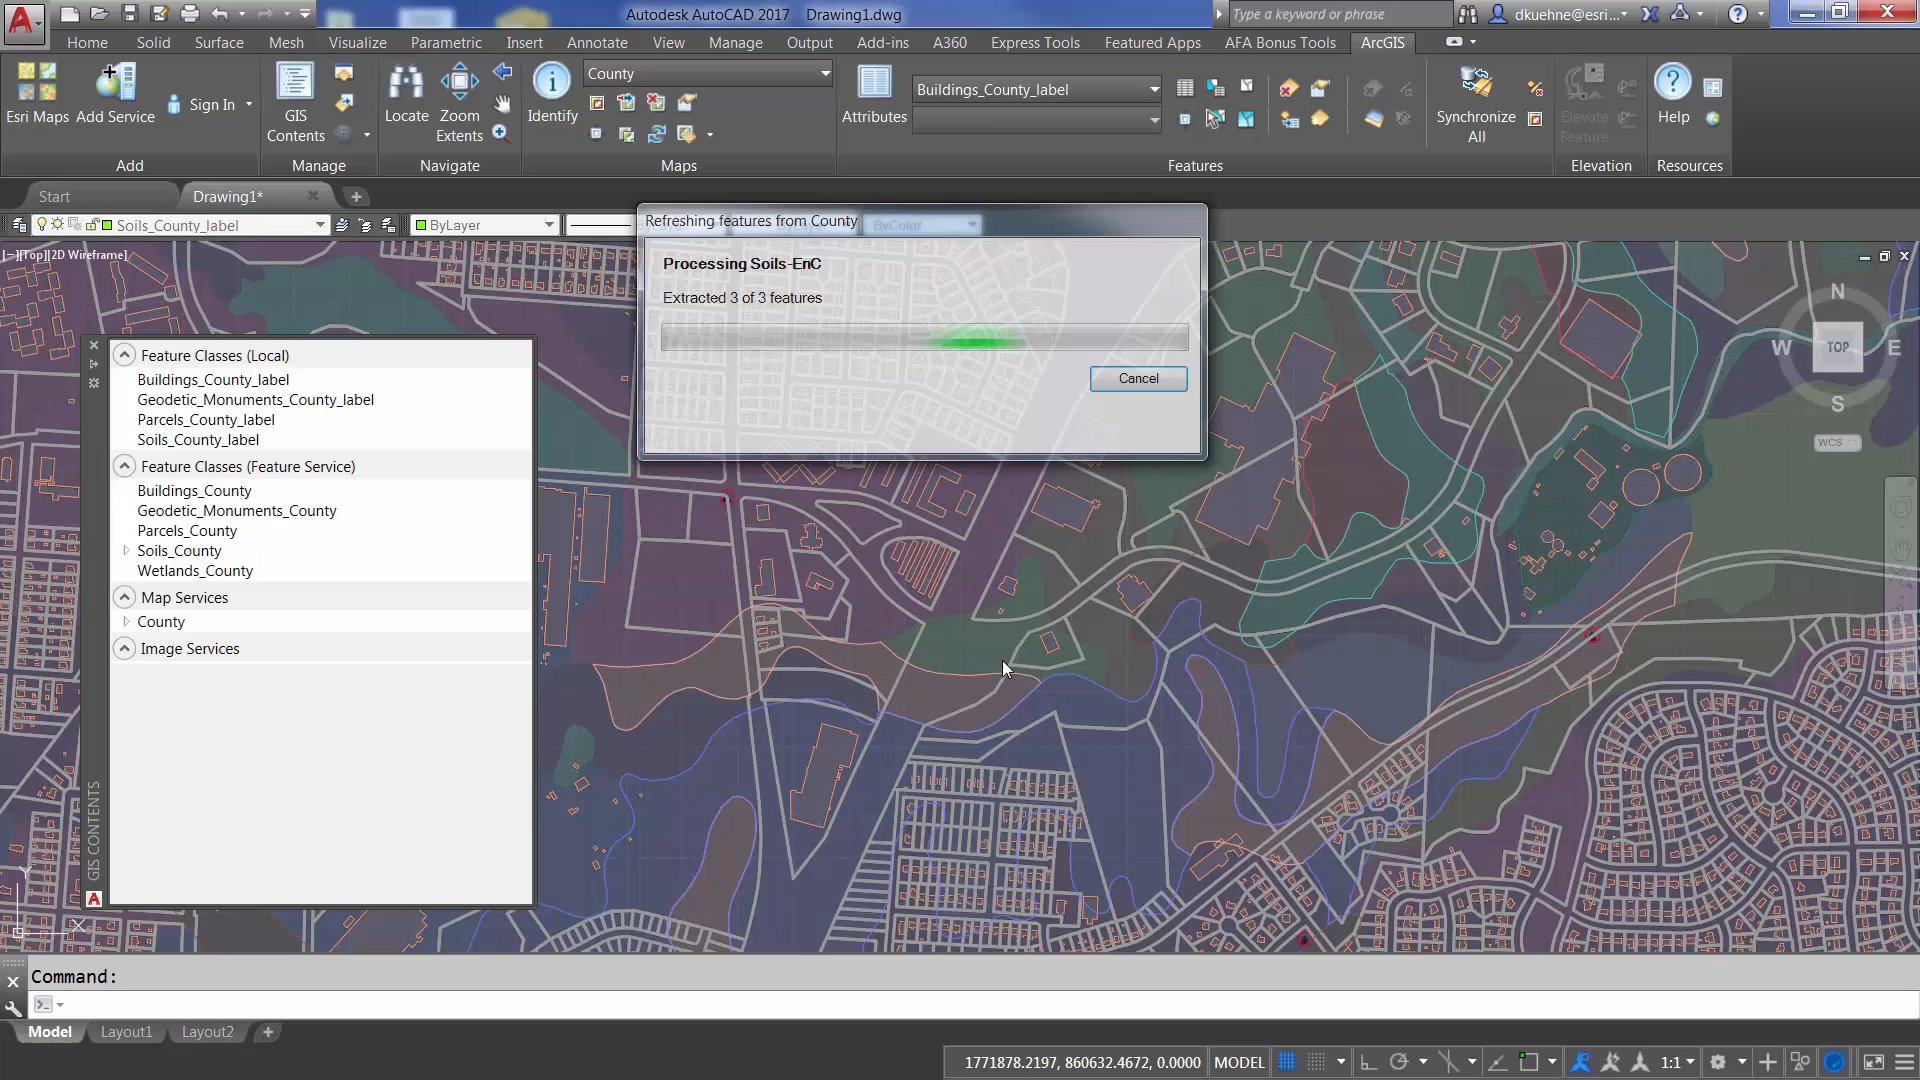 Autodesk AutoCAD 2017 Drawing1.dwg
Type a keyword or phrase
dkuehne@esri...
Home Solid Surface Mesh Visualize Parametric Insert Annotate View Manage Output Add-ins A360 Express Tools Featured Apps AFA Bonus Tools ArcGIS
Esri Maps
Add Service
Sign In
GIS Contents
Locate
Zoom Extents
Identify
County
Attributes
Buildings_County_label
Synchronize All
Elevate Feature
Help
Add Manage Navigate Maps Features Elevation Resources
Start Drawing1*
Soils_County_label ByLayer
ByColor
[−][Top][2D Wireframe]
Refreshing features from County
Processing Soils-EnC
Extracted 3 of 3 features
Cancel
N
W TOP E
S
WCS
Feature Classes (Local)
Buildings_County_label
Geodetic_Monuments_County_label
Parcels_County_label
Soils_County_label
Feature Classes (Feature Service)
Buildings_County
Geodetic_Monuments_County
Parcels_County
Soils_County
Wetlands_County
Map Services
County
Image Services
GIS CONTENTS
Y
X
Command:
Model Layout1 Layout2
1771878.2197, 860632.4672, 0.0000 MODEL 1:1